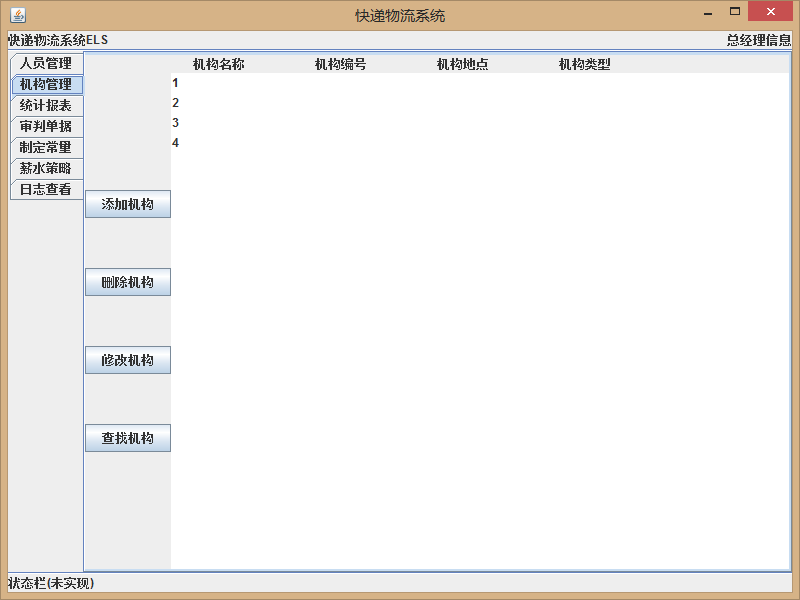 快递物流系统
快递物流系统ELS 总经理信息
人员管理
机构管理
统计报表
审判单据
制定常量
薪水策略
日志查看
机构名称 机构编号 机构地点 机构类型
1
2
3
4
添加机构
删除机构
修改机构
查找机构
状态栏(未实现)